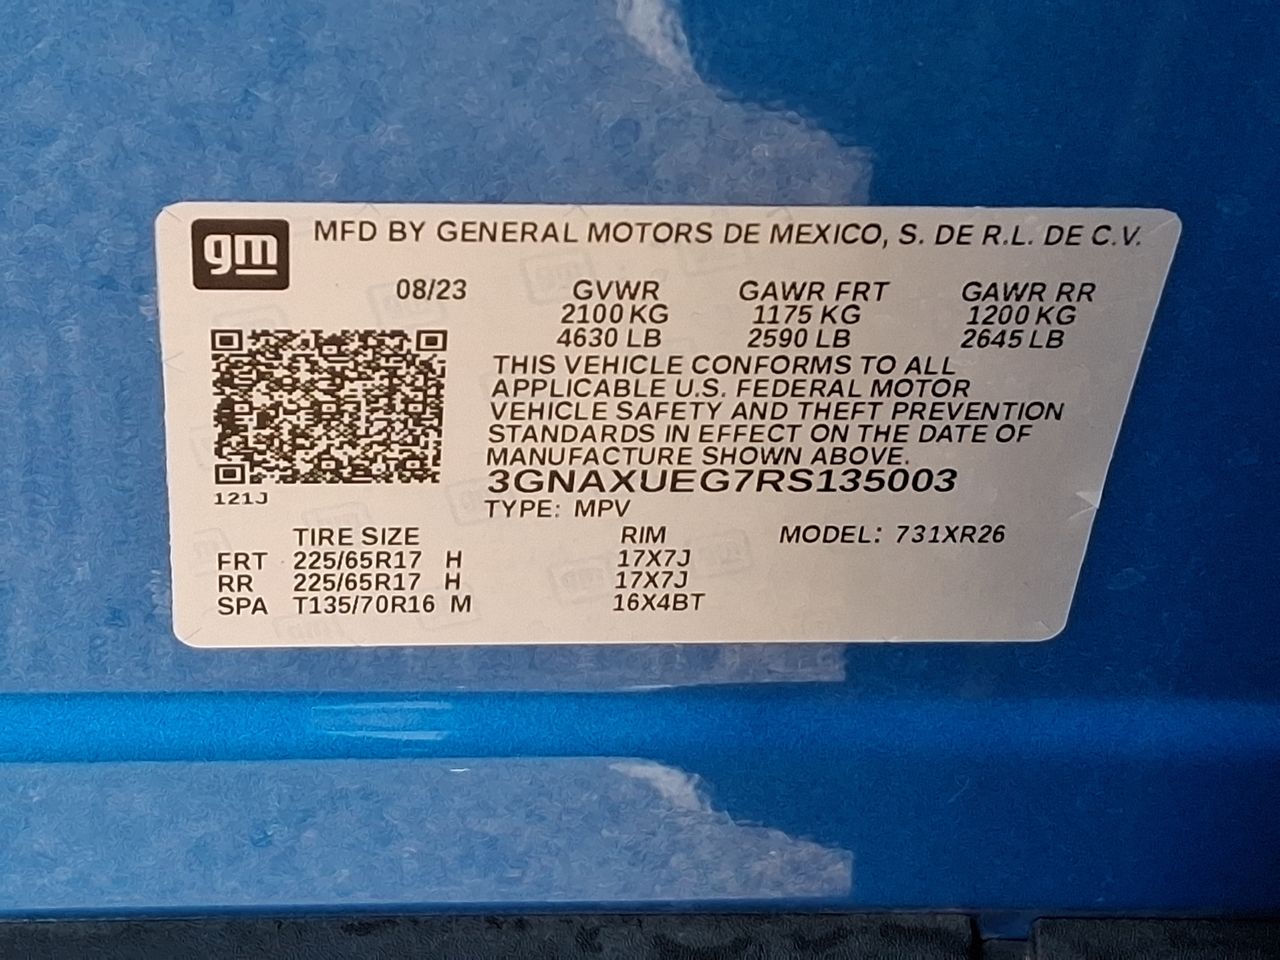 gm MFD BY GENERAL MOTORS DE MEXICO, S. DE R.L. DE C.V.
08/23 GVWR GAWR FRT GAWR RR
2100 KG 1175 KG 1200 KG
4630 LB 2590 LB 2645 LB
THIS VEHICLE CONFORMS TO ALL
APPLICABLE U.S. FEDERAL MOTOR
VEHICLE SAFETY AND THEFT PREVENTION
STANDARDS IN EFFECT ON THE DATE OF
MANUFACTURE SHOWN ABOVE.
3GNAXUEG7RS135003
121J
TYPE: MPV
TIRE SIZE RIM MODEL: 731XR26
FRT 225/65R17 H 17X7J
RR 225/65R17 H 17X7J
SPA T135/70R16 M 16X4BT